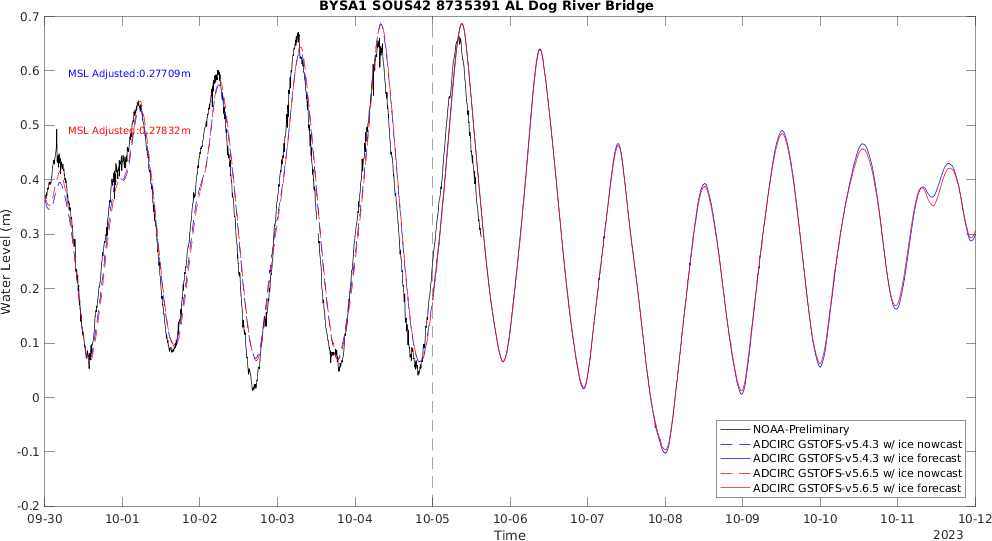 BYSA1 SOUS42 8735391 AL Dog River Bridge
0.7
0.6
0.5
0.4
0.3
0.2
0.1
0
-0.1
-0.2
Water Level (m)
MSL Adjusted:0.27709m
MSL Adjusted:0.27832m
NOAA-Preliminary
ADCIRC GSTOFS-v5.4.3 w/ ice nowcast
ADCIRC GSTOFS-v5.4.3 w/ ice forecast
ADCIRC GSTOFS-v5.6.5 w/ ice nowcast
ADCIRC GSTOFS-v5.6.5 w/ ice forecast
09-30 10-01 10-02 10-03 10-04 10-05 10-06 10-07 10-08 10-09 10-10 10-11 10-12
Time
2023